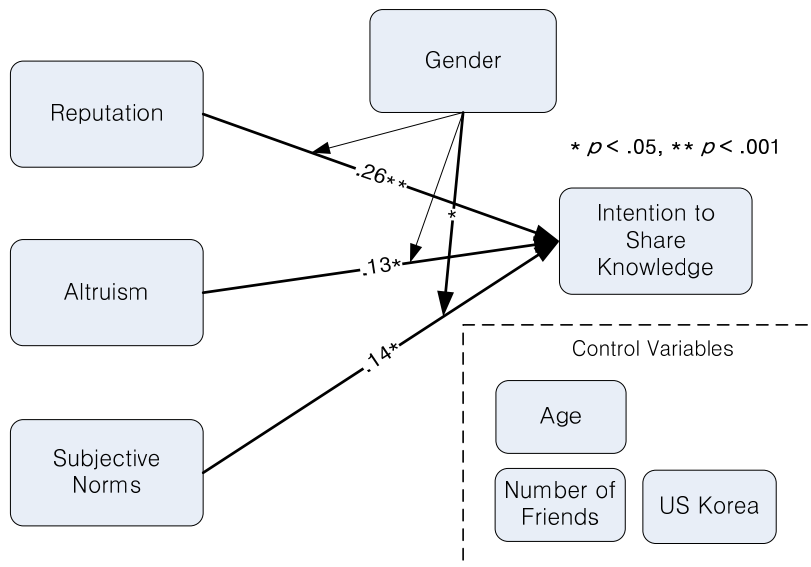 Gender
Reputation
* p < .05, ** p < .001
.26**
*
Intention to
Share
Knowledge
Altruism
.13*
.14*
Control Variables
Age
Subjective
Norms
Number of
Friends
US Korea